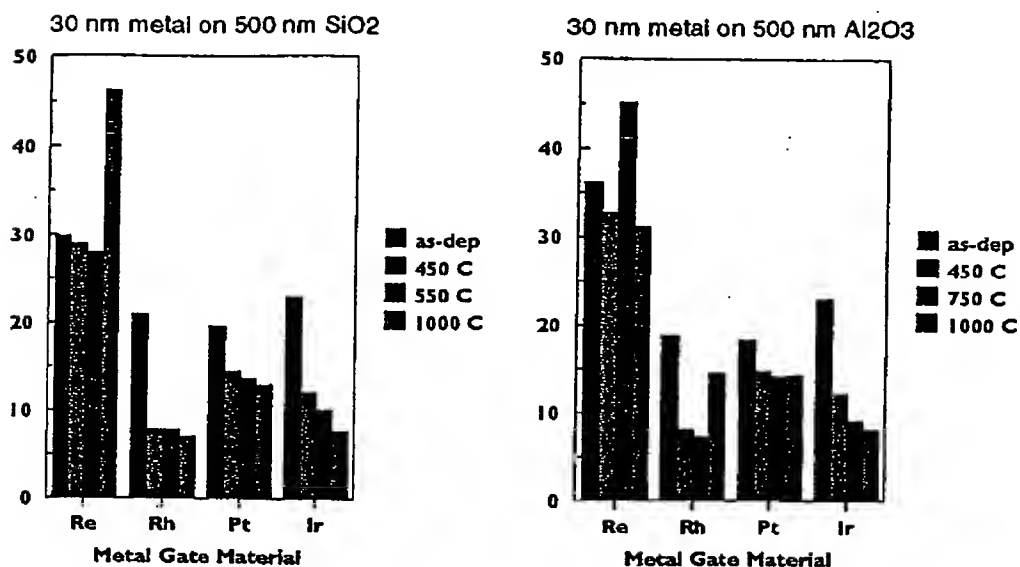 30 nm metal on 500 nm SiO2
50
40
30
20
10
0
Re Rh Pt Ir
Metal Gate Material
as-dep
450 C
550 C
1000 C
30 nm metal on 500 nm Al2O3
50
40
30
20
10
0
Re Rh Pt Ir
Metal Gate Material
as-dep
450 C
750 C
1000 C